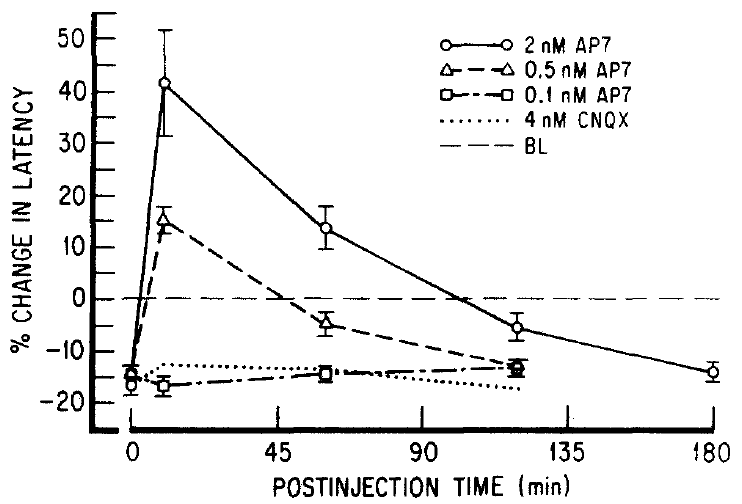 50
40
30
20
10
0
−10
−20
% CHANGE IN LATENCY
2 nM AP7
0.5 nM AP7
0.1 nM AP7
4 nM CNQX
BL
0 45 90 135 180
POSTINJECTION TIME (min)